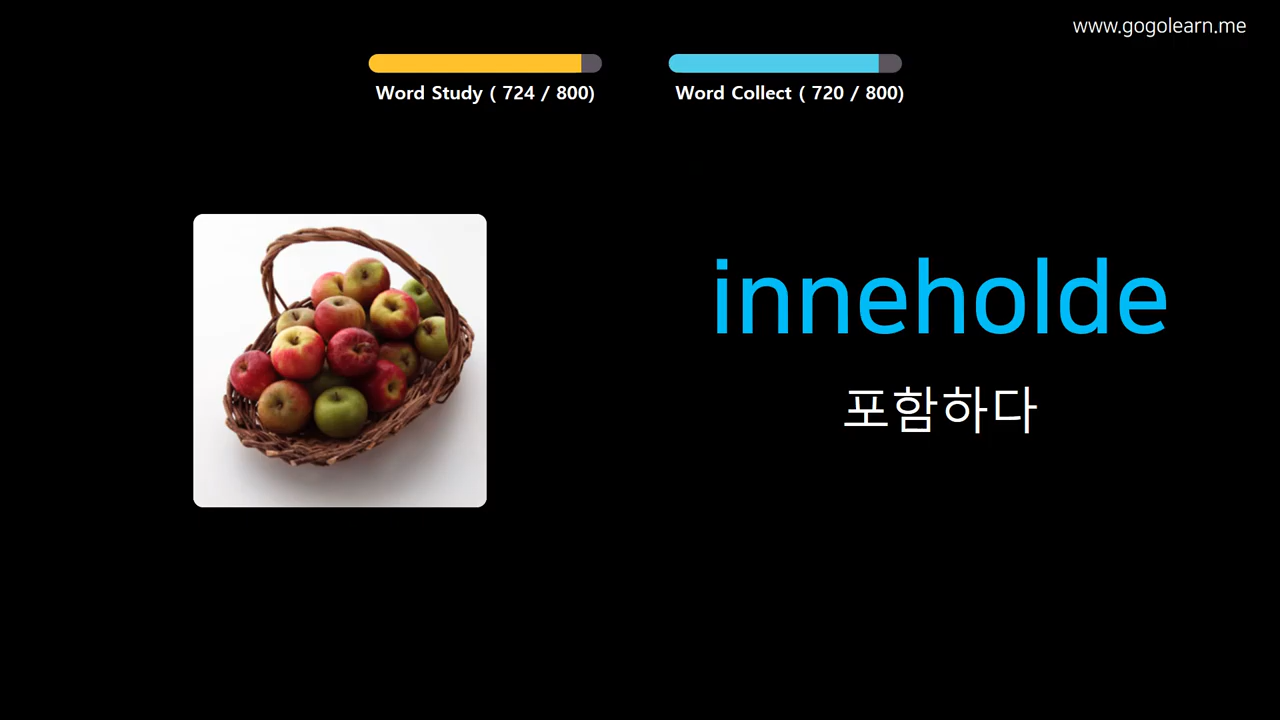 www.gogolearn.me
Word Study ( 724 / 800)
Word Collect ( 720 / 800)
inneholde
포함하다